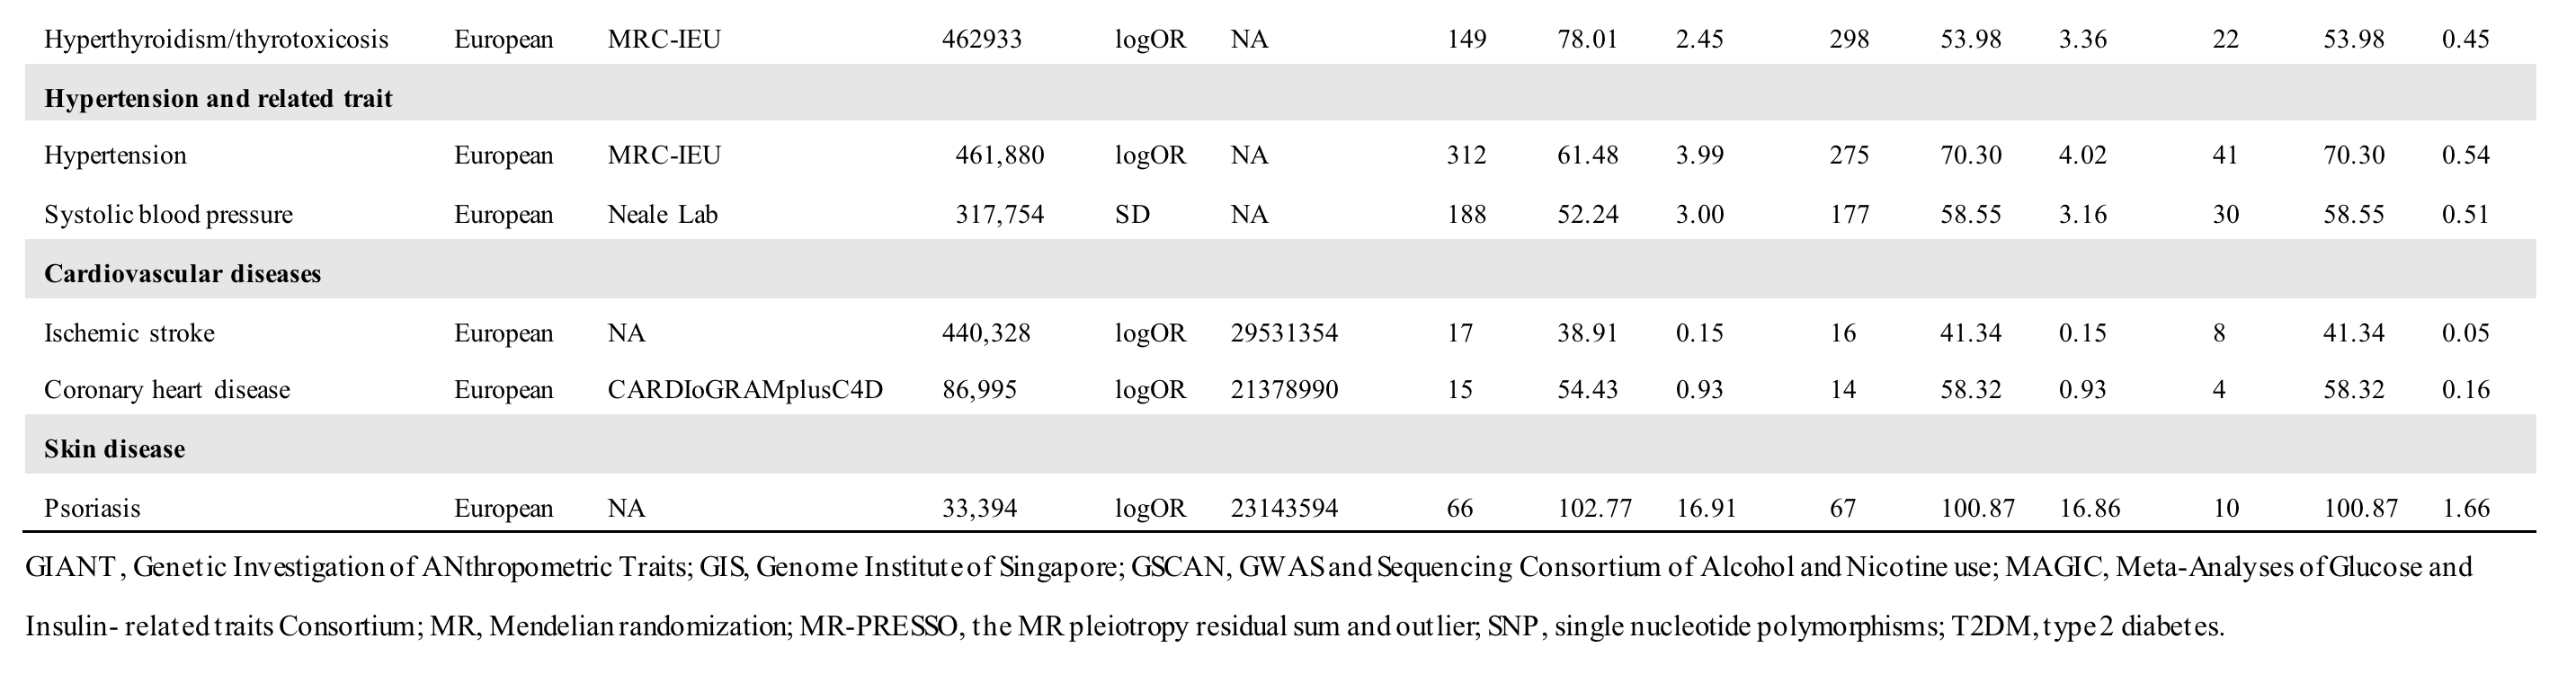 Hyperthyroidism/thyrotoxicosis European MRC-IEU 462933 logOR NA 149 78.01 2.45 298 53.98 3.36 22 53.98 0.45
Hypertension and related trait
Hypertension European MRC-IEU 461,880 logOR NA 312 61.48 3.99 275 70.30 4.02 41 70.30 0.54
Systolic blood pressure European Neale Lab 317,754 SD NA 188 52.24 3.00 177 58.55 3.16 30 58.55 0.51
Cardiovascular diseases
Ischemic stroke European NA 440,328 logOR 29531354 17 38.91 0.15 16 41.34 0.15 8 41.34 0.05
Coronary heart disease European CARDIoGRAMplusC4D 86,995 logOR 21378990 15 54.43 0.93 14 58.32 0.93 4 58.32 0.16
Skin disease
Psoriasis European NA 33,394 logOR 23143594 66 102.77 16.91 67 100.87 16.86 10 100.87 1.66
GIANT, Genetic Investigation of ANthropometric Traits; GIS, Genome Institute of Singapore; GSCAN, GWAS and Sequencing Consortium of Alcohol and Nicotine use; MAGIC, Meta-Analyses of Glucose and
Insulin- related traits Consortium; MR, Mendelian randomization; MR-PRESSO, the MR pleiotropy residual sum and outlier; SNP, single nucleotide polymorphisms; T2DM, type 2 diabetes.